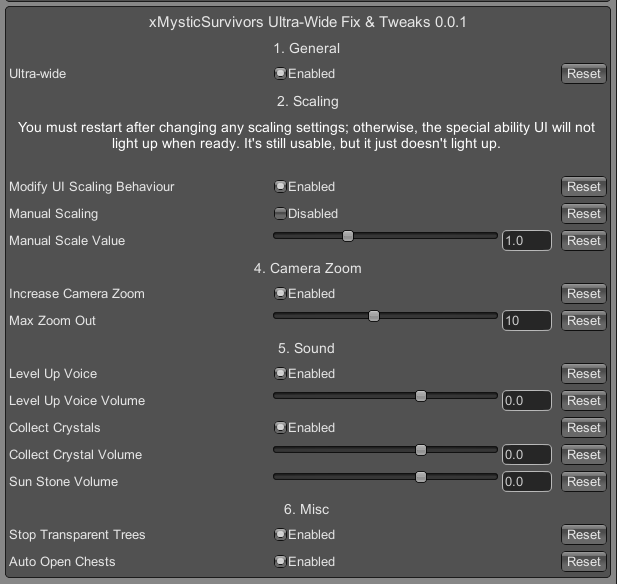 xMysticSurvivors Ultra-Wide Fix & Tweaks 0.0.1
1. General
Ultra-wide Enabled Reset
2. Scaling
You must restart after changing any scaling settings; otherwise, the special ability UI will not
light up when ready. It's still usable, but it just doesn't light up.
Modify UI Scaling Behaviour Enabled Reset
Manual Scaling Disabled Reset
Manual Scale Value 1.0 Reset
4. Camera Zoom
Increase Camera Zoom Enabled Reset
Max Zoom Out 10 Reset
5. Sound
Level Up Voice Enabled Reset
Level Up Voice Volume 0.0 Reset
Collect Crystals Enabled Reset
Collect Crystal Volume 0.0 Reset
Sun Stone Volume 0.0 Reset
6. Misc
Stop Transparent Trees Enabled Reset
Auto Open Chests Enabled Reset